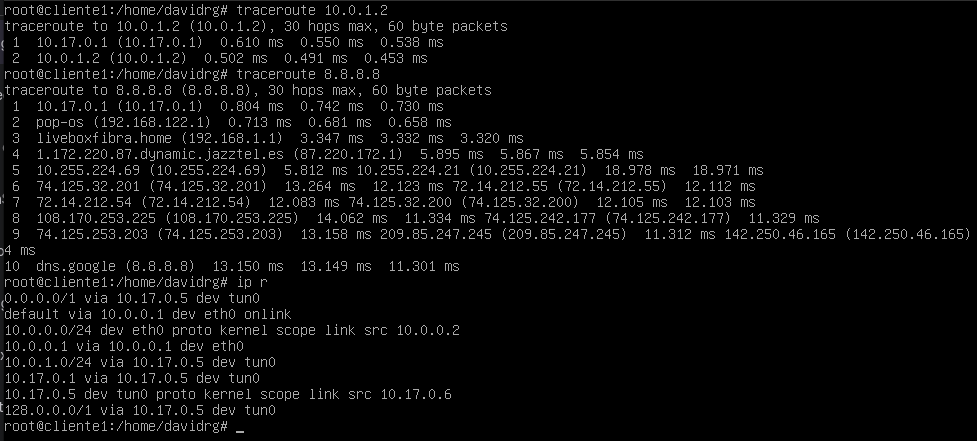 root@cliente1:/home/davidrg# traceroute 10.0.1.2
traceroute to 10.0.1.2 (10.0.1.2), 30 hops max, 60 byte packets
 1  10.17.0.1 (10.17.0.1)  0.610 ms  0.550 ms  0.538 ms
 2  10.0.1.2 (10.0.1.2)  0.502 ms  0.491 ms  0.453 ms
root@cliente1:/home/davidrg# traceroute 8.8.8.8
traceroute to 8.8.8.8 (8.8.8.8), 30 hops max, 60 byte packets
 1  10.17.0.1 (10.17.0.1)  0.804 ms  0.742 ms  0.730 ms
 2  pop-os (192.168.122.1)  0.713 ms  0.681 ms  0.658 ms
 3  liveboxfibra.home (192.168.1.1)  3.347 ms  3.332 ms  3.320 ms
 4  1.172.220.87.dynamic.jazztel.es (87.220.172.1)  5.895 ms  5.867 ms  5.854 ms
 5  10.255.224.69 (10.255.224.69)  5.812 ms 10.255.224.21 (10.255.224.21)  18.978 ms  18.971 ms
 6  74.125.32.201 (74.125.32.201)  13.264 ms  12.123 ms 72.14.212.55 (72.14.212.55)  12.112 ms
 7  72.14.212.54 (72.14.212.54)  12.083 ms 74.125.32.200 (74.125.32.200)  12.105 ms  12.103 ms
 8  108.170.253.225 (108.170.253.225)  14.062 ms  11.334 ms 74.125.242.177 (74.125.242.177)  11.329 ms
 9  74.125.253.203 (74.125.253.203)  13.158 ms 209.85.247.245 (209.85.247.245)  11.312 ms 142.250.46.165 (142.250.46.165)
4 ms
10  dns.google (8.8.8.8)  13.150 ms  13.149 ms  11.301 ms
root@cliente1:/home/davidrg# ip r
0.0.0.0/1 via 10.17.0.5 dev tun0
default via 10.0.0.1 dev eth0 onlink
10.0.0.0/24 dev eth0 proto kernel scope link src 10.0.0.2
10.0.0.1 via 10.0.0.1 dev eth0
10.0.1.0/24 via 10.17.0.5 dev tun0
10.17.0.1 via 10.17.0.5 dev tun0
10.17.0.5 dev tun0 proto kernel scope link src 10.17.0.6
128.0.0.0/1 via 10.17.0.5 dev tun0
root@cliente1:/home/davidrg# _